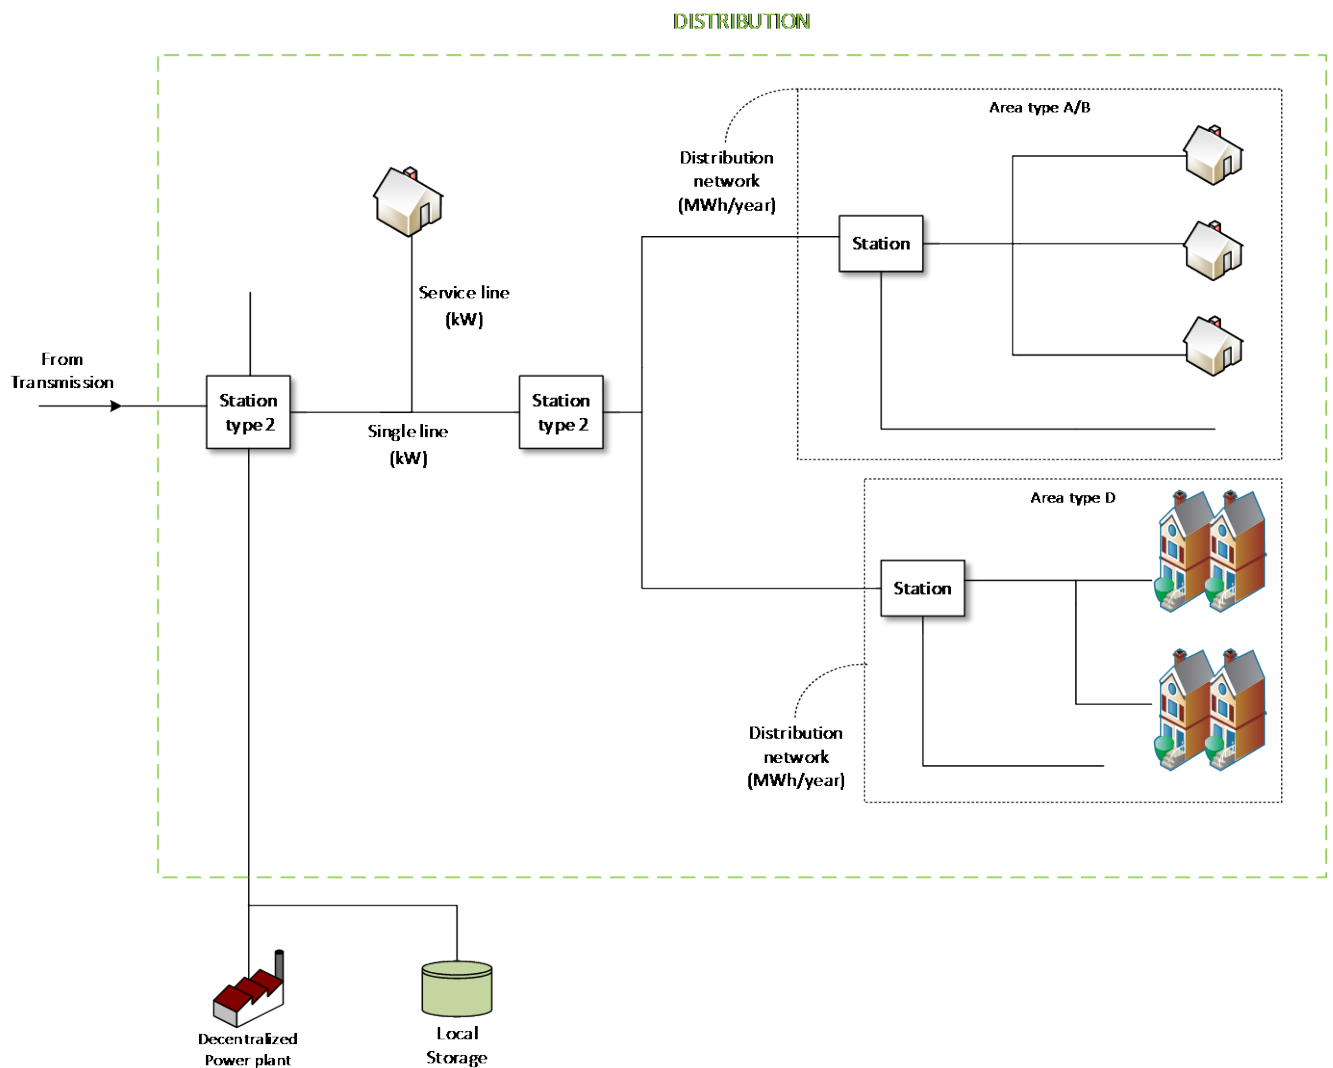 DISTRIBUTION
Area type A/B
Distribution
network
(MWh/year)
Station
Service line
(kW)
From
Transmission
Station
type 2
Single line
(kW)
Station
type 2
Area type D
Station
Distribution
network
(MWh/year)
Decentralized
Power plant
Local
Storage